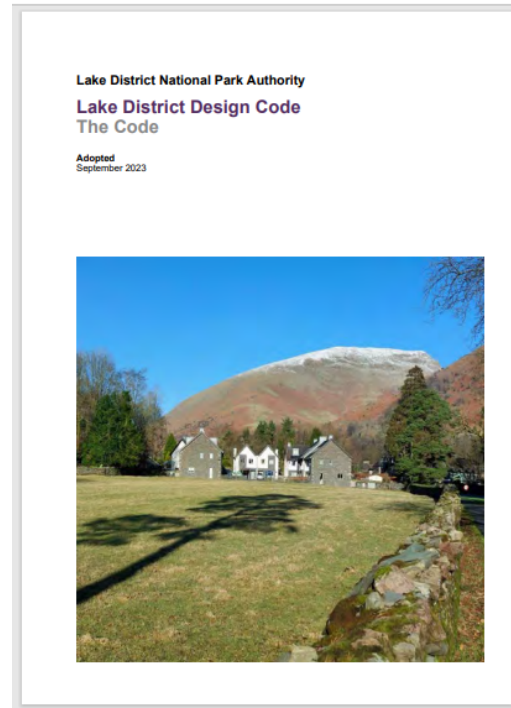 Lake District National Park Authority
Lake District Design Code
The Code
Adopted
September 2023